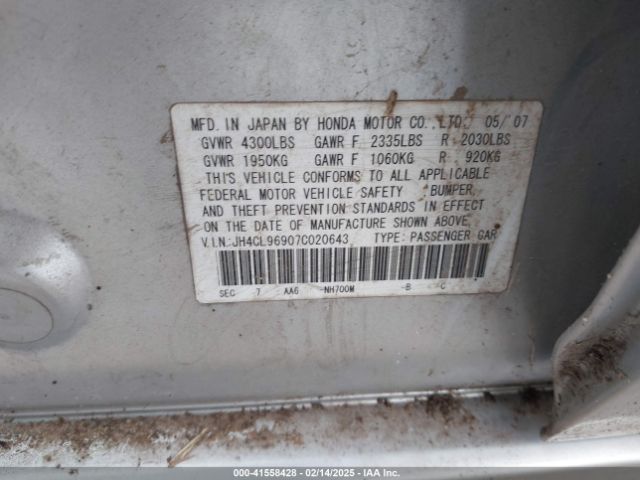 MFD. IN JAPAN BY HONDA MOTOR CO., LTD. 05/'07
GVWR 4300LBS GAWR F 2335LBS R 2030LBS
GVWR 1950KG GAWR F 1060KG R 920KG
THIS VEHICLE CONFORMS TO ALL APPLICABLE
FEDERAL MOTOR VEHICLE SAFETY, BUMPER,
AND THEFT PREVENTION STANDARDS IN EFFECT
ON THE DATE OF MANUFACTURE SHOWN ABOVE.
V.I.N.:JH4CL96907C020643 TYPE: PASSENGER CAR
SEC 7 AA6 NH700M -B C
000-41558428 - 02/14/2025 - IAA Inc.